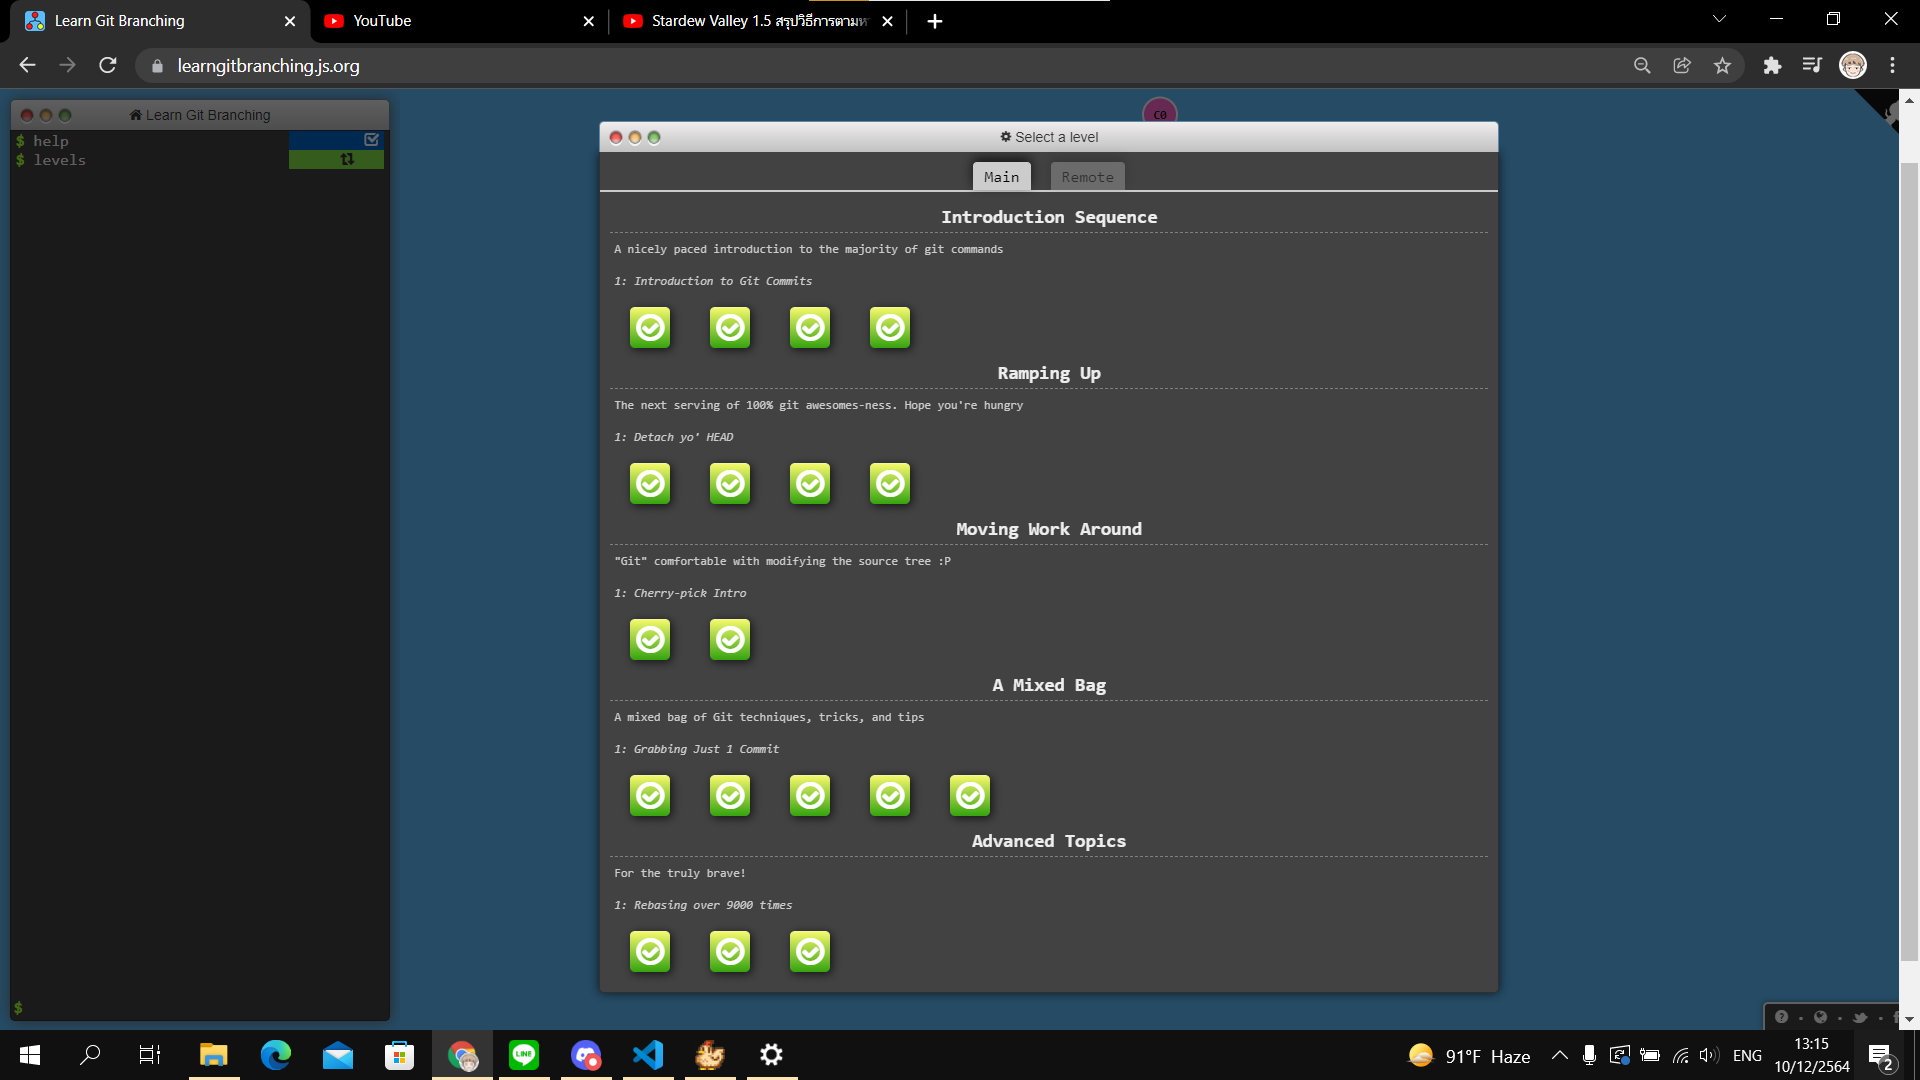 Learn Git Branching
YouTube
Stardew Valley 1.5 สรุปวิธีการตามห
learngitbranching.js.org
Learn Git Branching
$ help
$ levels
$
C0
Select a level
Main
Remote
Introduction Sequence
A nicely paced introduction to the majority of git commands
1: Introduction to Git Commits
Ramping Up
The next serving of 100% git awesomes-ness. Hope you're hungry
1: Detach yo' HEAD
Moving Work Around
"Git" comfortable with modifying the source tree :P
1: Cherry-pick Intro
A Mixed Bag
A mixed bag of Git techniques, tricks, and tips
1: Grabbing Just 1 Commit
Advanced Topics
For the truly brave!
1: Rebasing over 9000 times
LINE
91°F Haze
ENG
13:15
10/12/2564
2